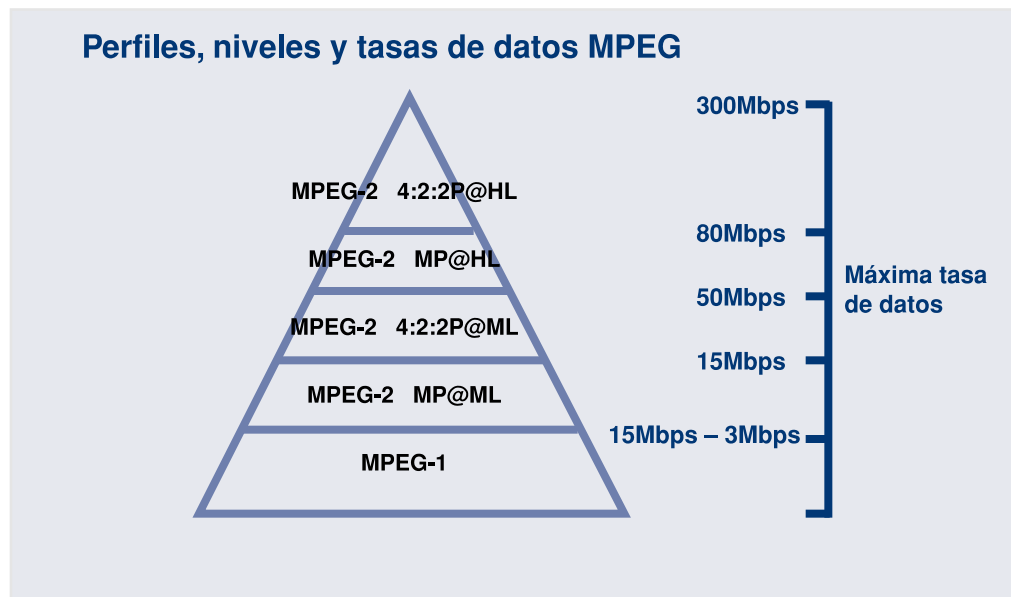 Perfiles, niveles y tasas de datos MPEG
300Mbps
MPEG-2 4:2:2P@HL
80Mbps
MPEG-2 MP@HL
Máxima tasa
de datos
50Mbps
MPEG-2 4:2:2P@ML
15Mbps
MPEG-2 MP@ML
15Mbps – 3Mbps
MPEG-1